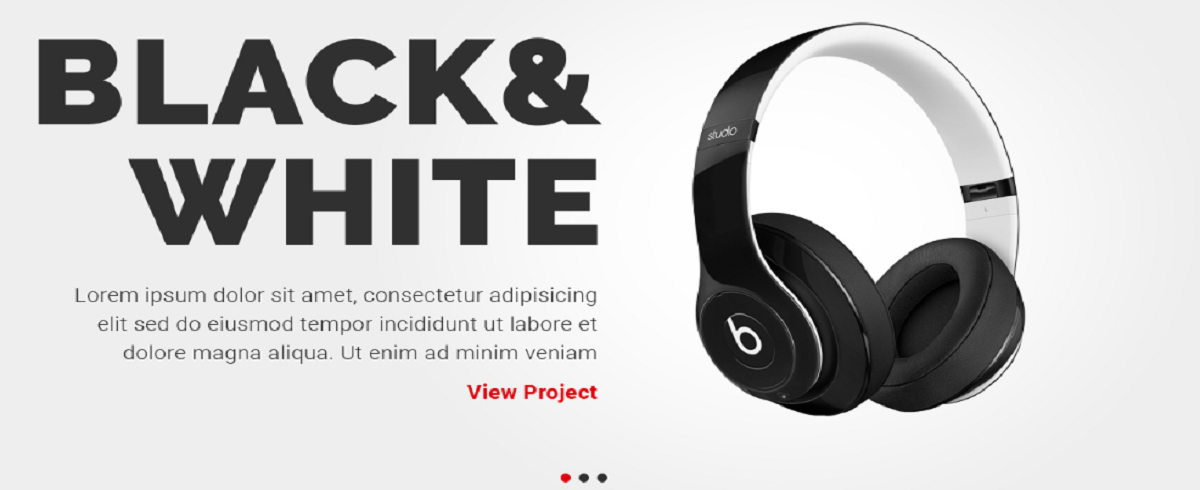 BLACK&
WHITE
Lorem ipsum dolor sit amet, consectetur adipisicing
elit sed do eiusmod tempor incididunt ut labore et
dolore magna aliqua. Ut enim ad minim veniam
View Project
studio
b